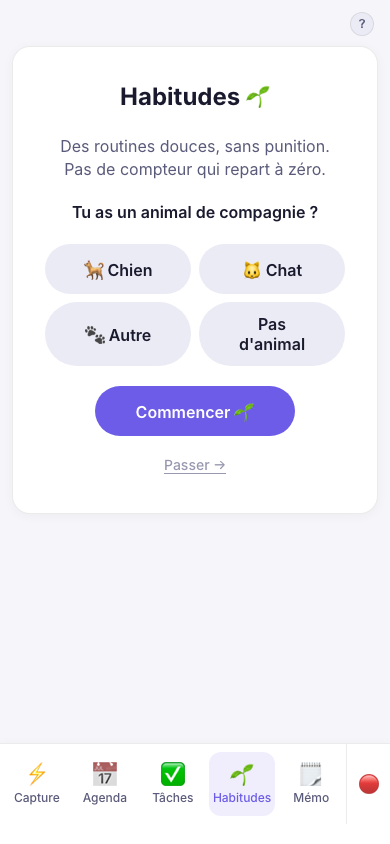 ?
Habitudes 🌱
Des routines douces, sans punition.
Pas de compteur qui repart à zéro.
Tu as un animal de compagnie ?
🐕 Chien
🐱 Chat
🐾 Autre
Pas
d'animal
Commencer 🌱
Passer →
Capture
Agenda
Tâches
Habitudes
Mémo